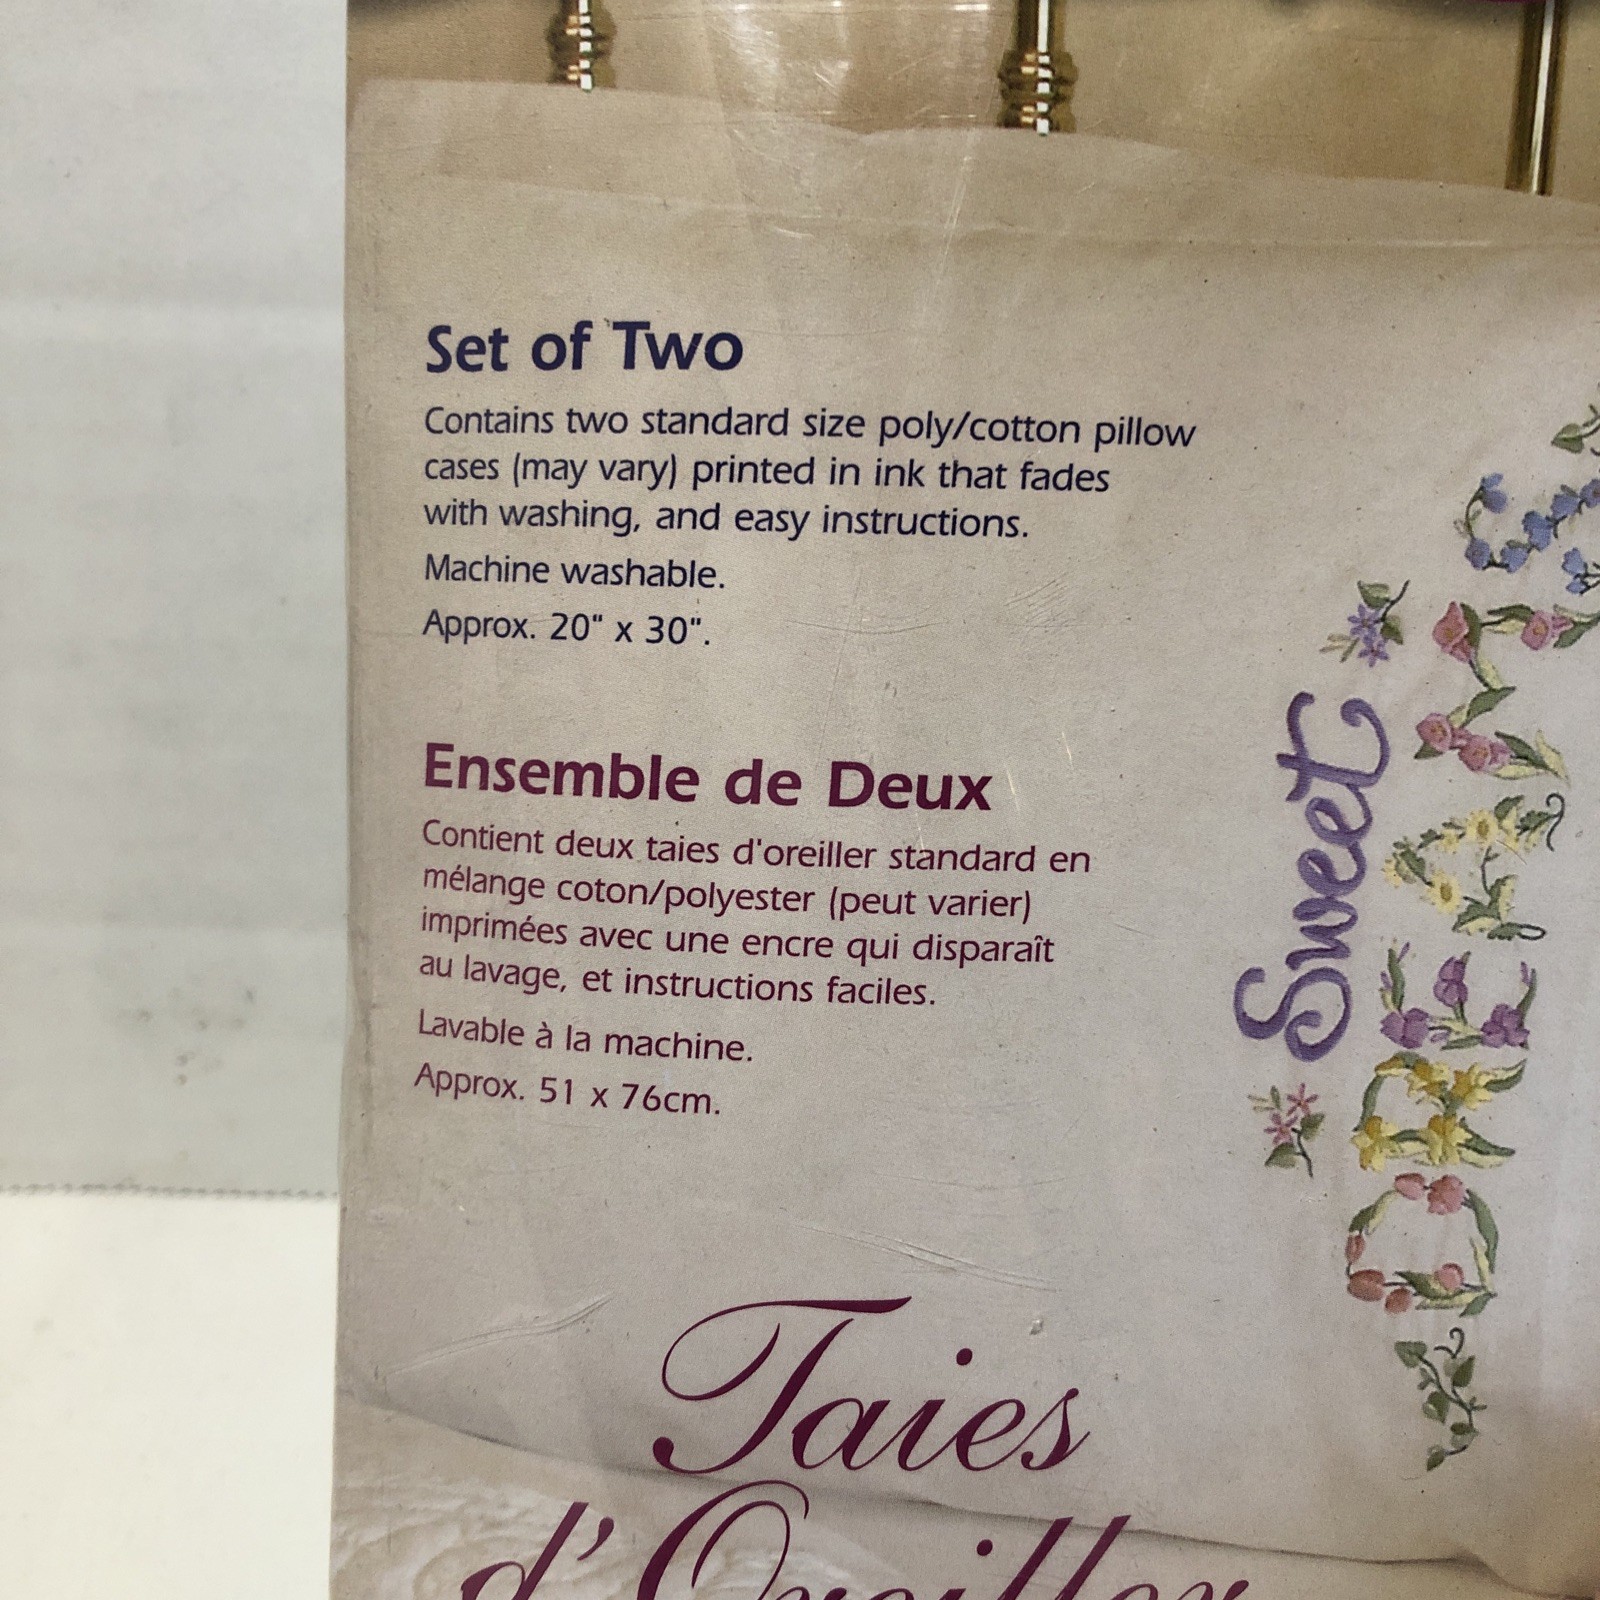 Set of Two
Contains two standard size poly/cotton pillow
cases (may vary) printed in ink that fades
with washing, and easy instructions.
Machine washable.
Approx. 20" x 30".
Ensemble de Deux
Contient deux taies d'oreiller standard en
mélange coton/polyester (peut varier)
imprimées avec une encre qui disparaît
au lavage, et instructions faciles.
Lavable à la machine.
Approx. 51 x 76cm.
Sweet
DREAMS
Taies
d'Oreiller